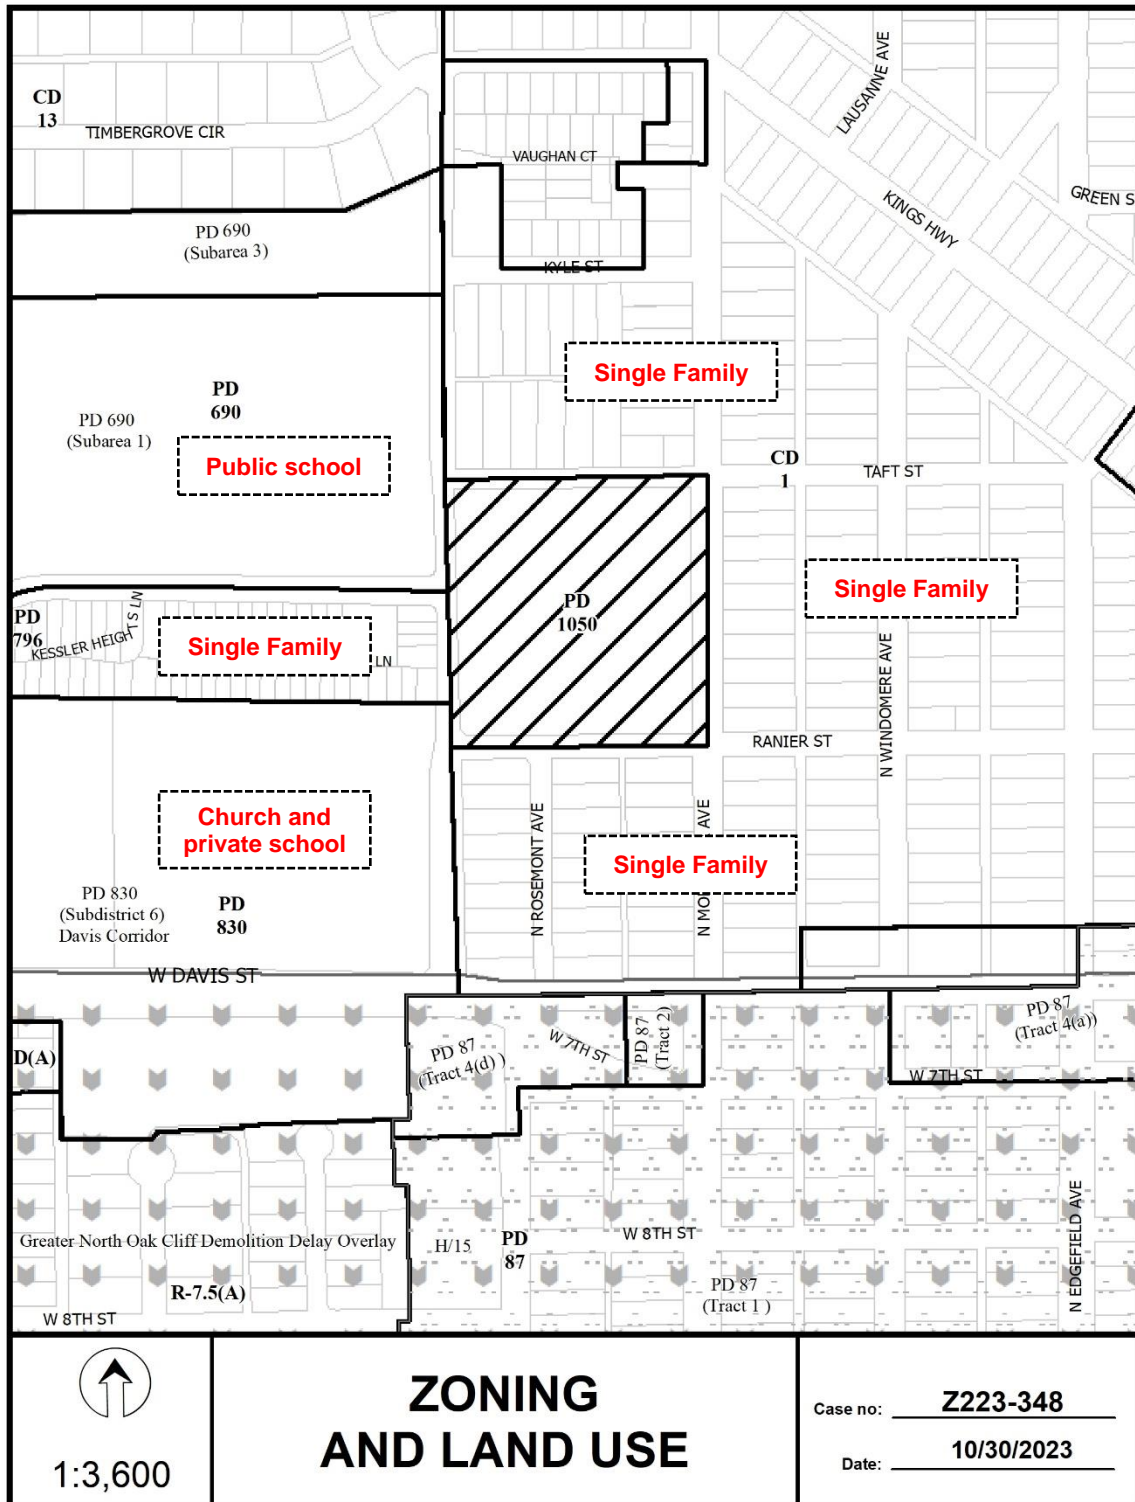 LAUSANNE AVE
CD
13
TIMBERGROVE CIR
VAUGHAN CT
GREEN S
KINGS HWY
PD 690
(Subarea 3)
KYLE ST
Single Family
PD
690
PD 690
(Subarea 1)
Public school
CD
1
TAFT ST
Single Family
PD
1050
PD
796
KESSLER HEIGH
TS LN
Single Family
LN
N WINDOMERE AVE
RANIER ST
Church and
private school
N ROSEMONT AVE
N MO
AVE
Single Family
PD 830
(Subdistrict 6)
Davis Corridor
PD
830
W DAVIS ST
PD 87
(Tract 4(d) )
W 7TH ST
PD 87
(Tract 2)
PD 87
(Tract 4(a))
D(A)
W 7TH ST
Greater North Oak Cliff Demolition Delay Overlay
H/15
PD
87
W 8TH ST
N EDGEFIELD AVE
R-7.5(A)
PD 87
(Tract 1 )
W 8TH ST
1:3,600
ZONING
AND LAND USE
Case no: Z223-348
Date: 10/30/2023